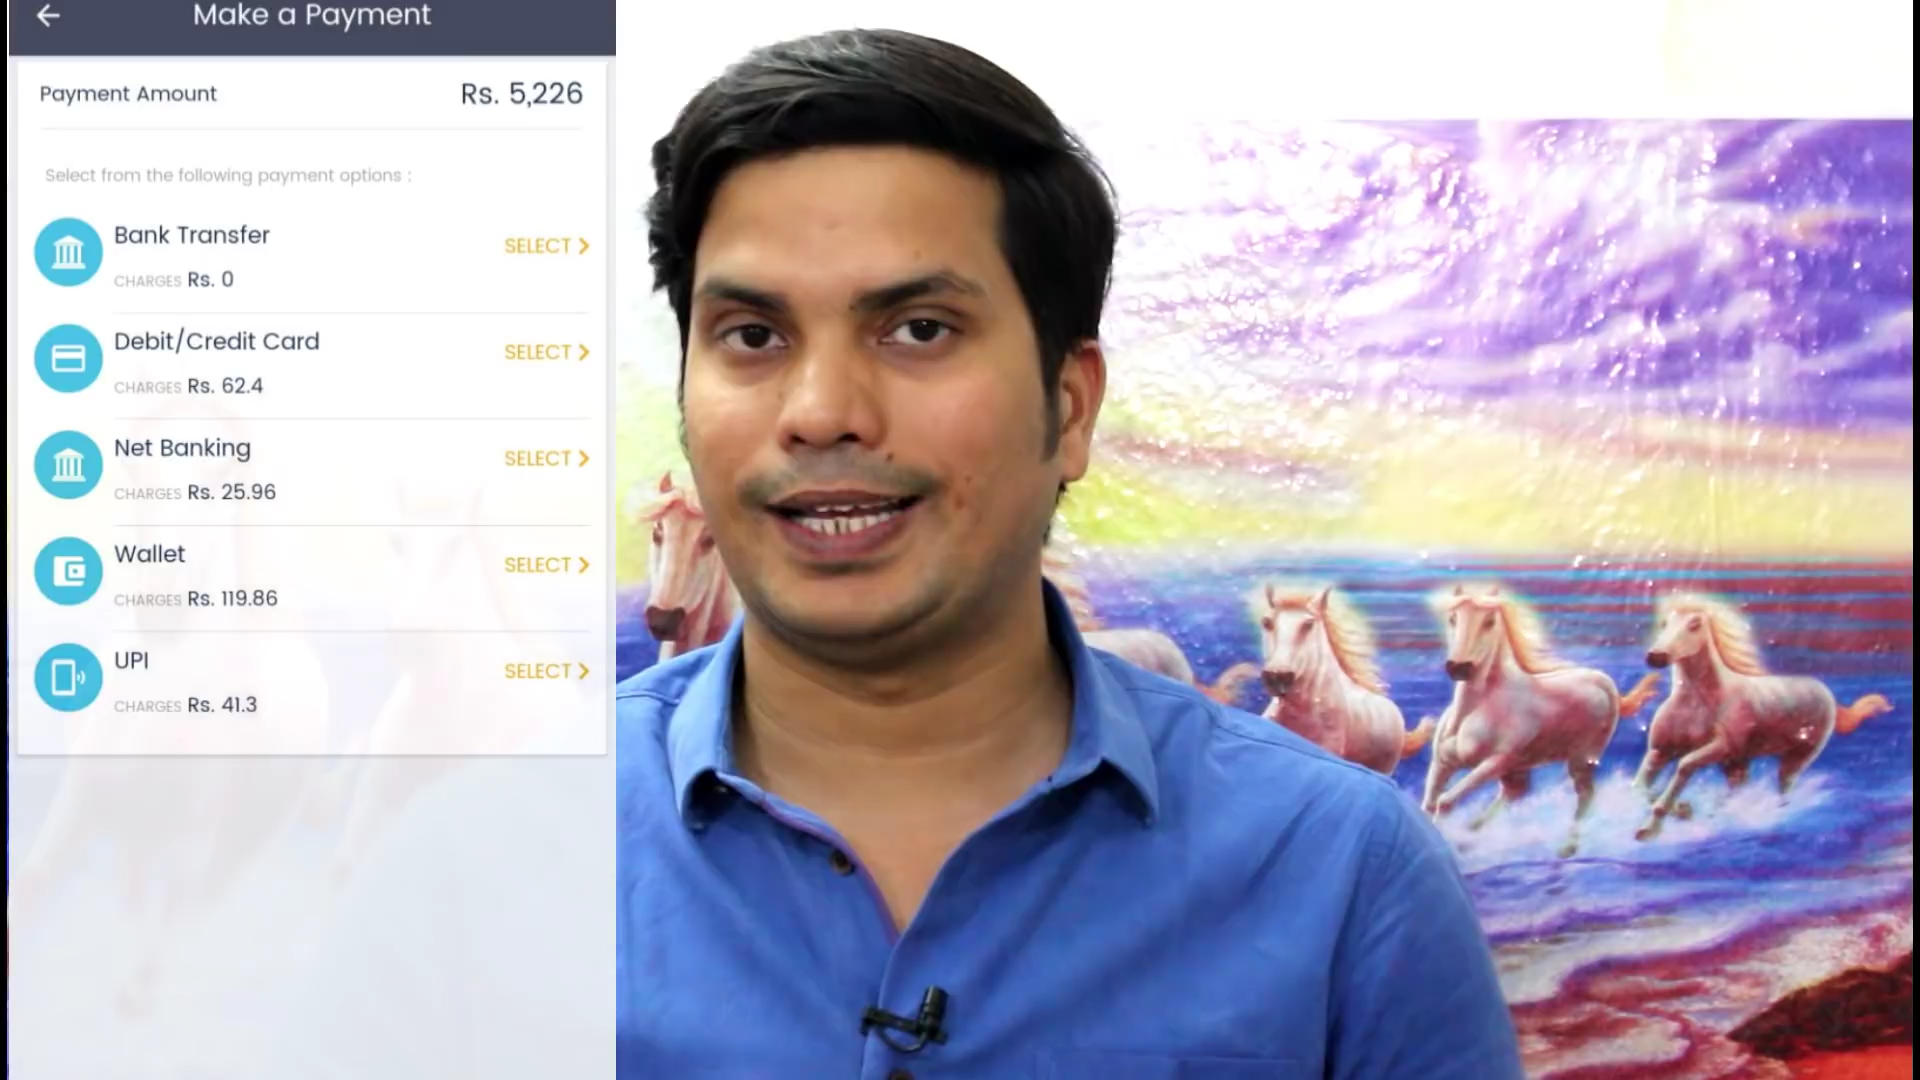 Make a Payment
Payment Amount Rs. 5,226
Select from the following payment options :
Bank Transfer
SELECT
CHARGES Rs. 0
Debit/Credit Card
SELECT
CHARGES Rs. 62.4
Net Banking
SELECT
CHARGES Rs. 25.96
Wallet
SELECT
CHARGES Rs. 119.86
UPI
SELECT
CHARGES Rs. 41.3